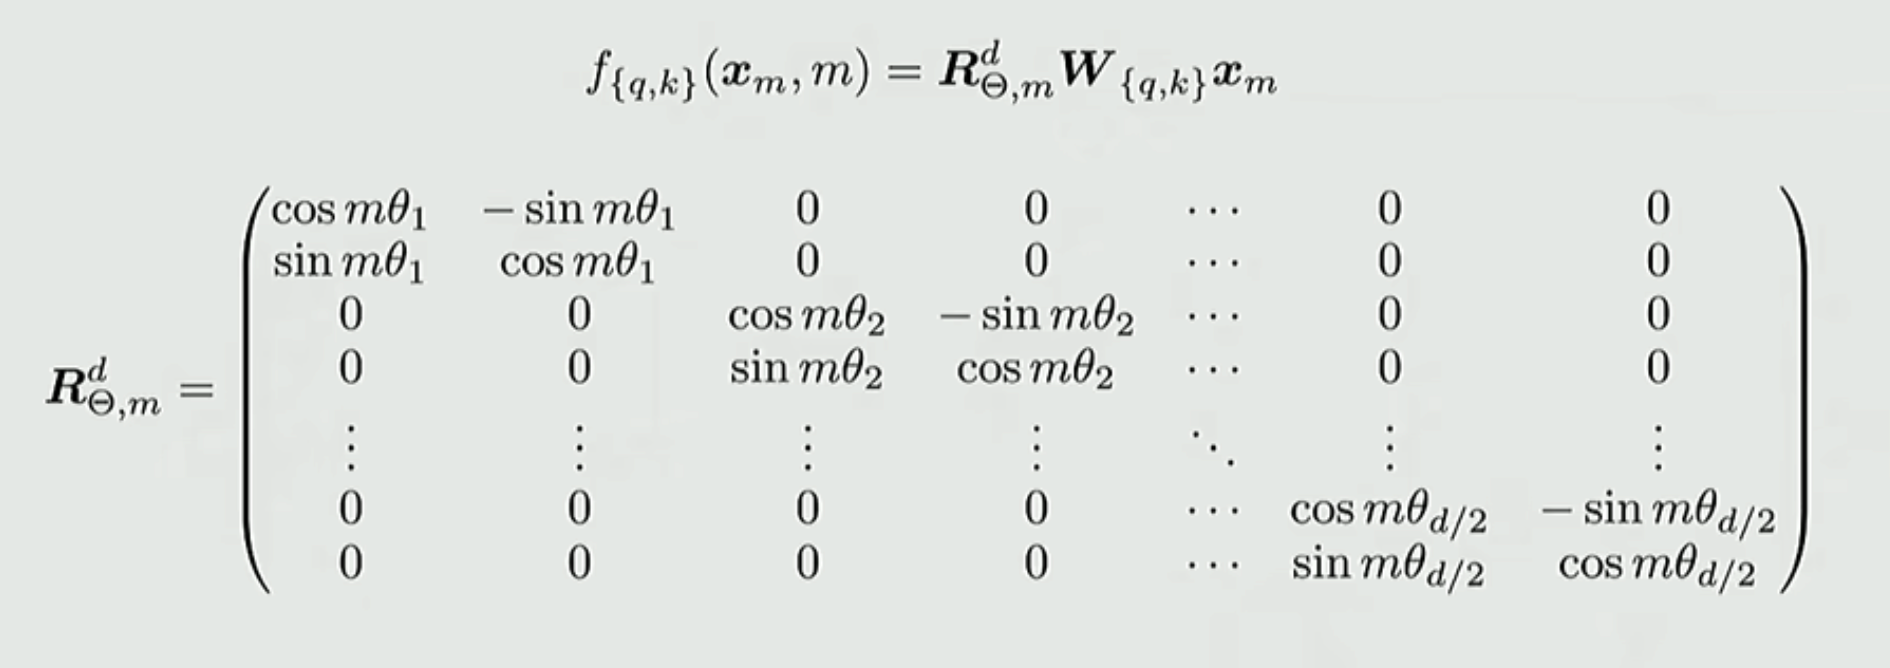 f_{q,k}(x_m, m) = R^d_{Θ,m} W_{q,k} x_m
cos mθ_1 − sin mθ_1 0 0 ⋯ 0 0
sin mθ_1 cos mθ_1 0 0 ⋯ 0 0
0 0 cos mθ_2 − sin mθ_2 ⋯ 0 0
0 0 sin mθ_2 cos mθ_2 ⋯ 0 0
R^d_{Θ,m} =
⋮ ⋮ ⋮ ⋮ ⋱ ⋮ ⋮
0 0 0 0 ⋯ cos mθ_{d/2} − sin mθ_{d/2}
0 0 0 0 ⋯ sin mθ_{d/2} cos mθ_{d/2}